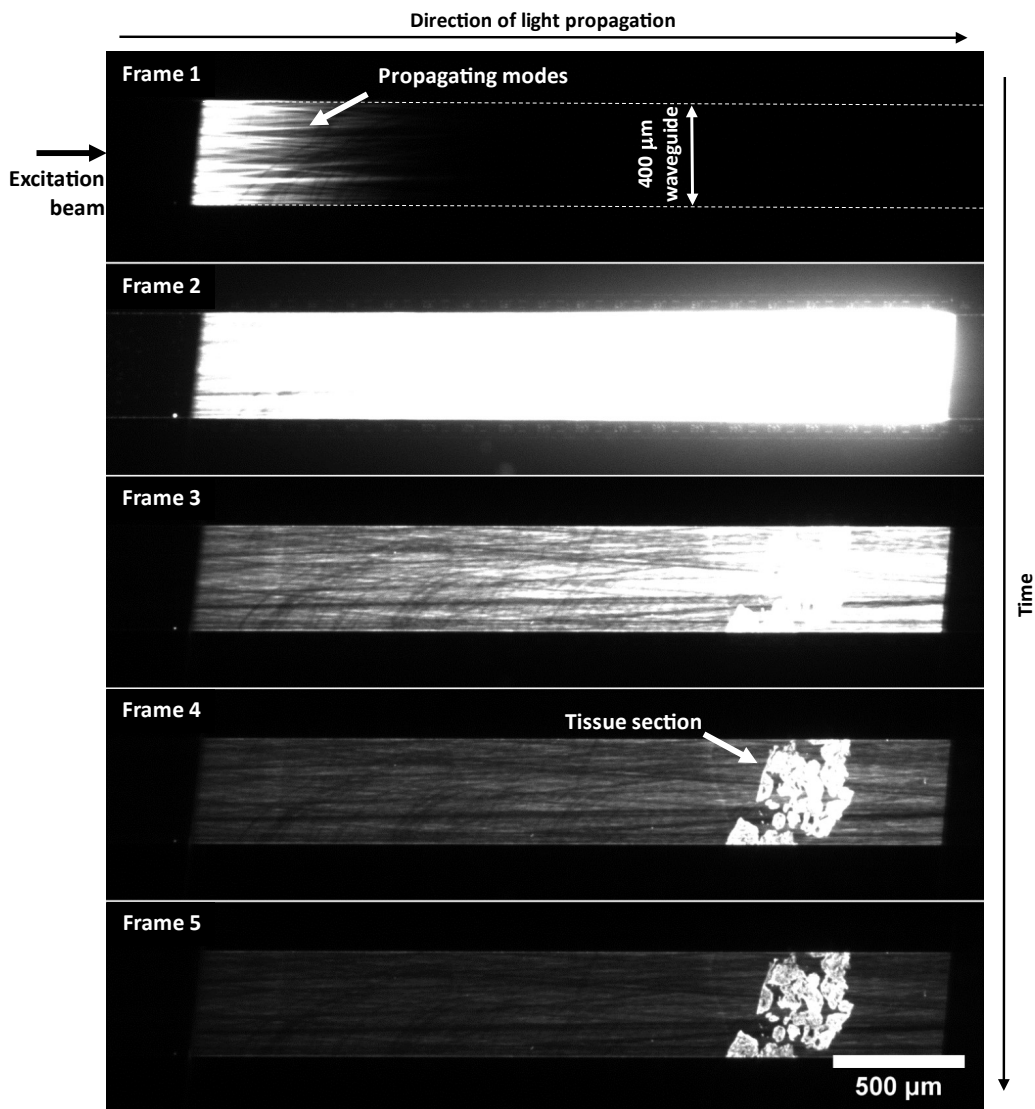 Direction of light propagation
Frame 1
Propagating modes
400 µm
waveguide
Excitation
beam
Frame 2
Frame 3
Time
Frame 4
Tissue section
Frame 5
500 µm